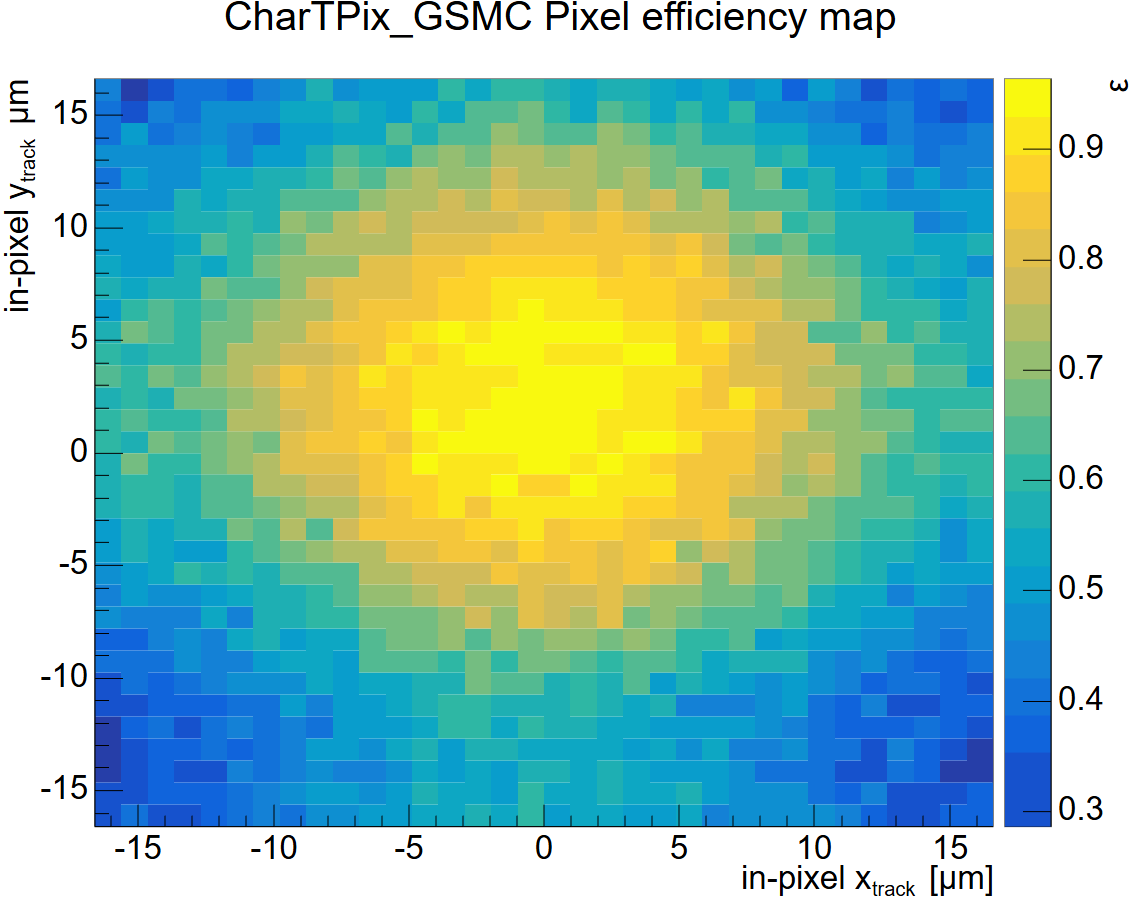 CharTPix_GSMC Pixel efficiency map
in-pixel y_track μm
ε
15
10
5
0
-5
-10
-15
0.9
0.8
0.7
0.6
0.5
0.4
0.3
-15 -10 -5 0 5 10 15
in-pixel x_track [μm]